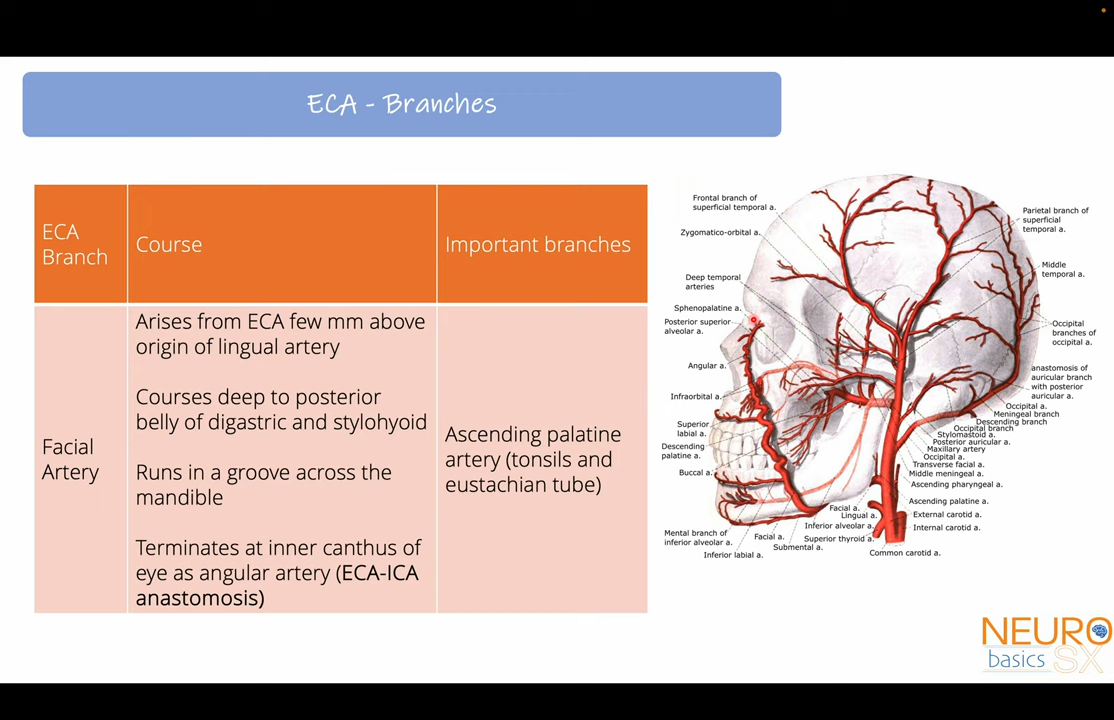 ECA - Branches
ECA
Branch
Course
Important branches
Facial
Artery
Arises from ECA few mm above
origin of lingual artery
Courses deep to posterior
belly of digastric and stylohyoid
Runs in a groove across the
mandible
Terminates at inner canthus of
eye as angular artery (ECA-ICA
anastomosis)
Ascending palatine
artery (tonsils and
eustachian tube)
Frontal branch of
superficial temporal a.
Zygomatico-orbital a.
Deep temporal
arteries
Sphenopalatine a.
Posterior superior
alveolar a.
Angular a.
Infraorbital a.
Superior
labial a.
Descending
palatine a.
Buccal a.
Mental branch of
inferior alveolar a.
Facial a.
Inferior labial a.
Submental a.
Facial a.
Lingual a.
Inferior alveolar a.
Superior thyroid a.
Common carotid a.
Parietal branch of
superficial
temporal a.
Middle
temporal a.
Occipital
branches of
occipital a.
anastomosis of
auricular branch
with posterior
auricular a.
Occipital a.
Meningeal branch
Descending branch
Occipital branch
Stylomastoid a.
Posterior auricular a.
Maxillary artery
Occipital a.
Transverse facial a.
Middle meningeal a.
Ascending pharyngeal a.
Ascending palatine a.
External carotid a.
Internal carotid a.
NEURO
basics SX